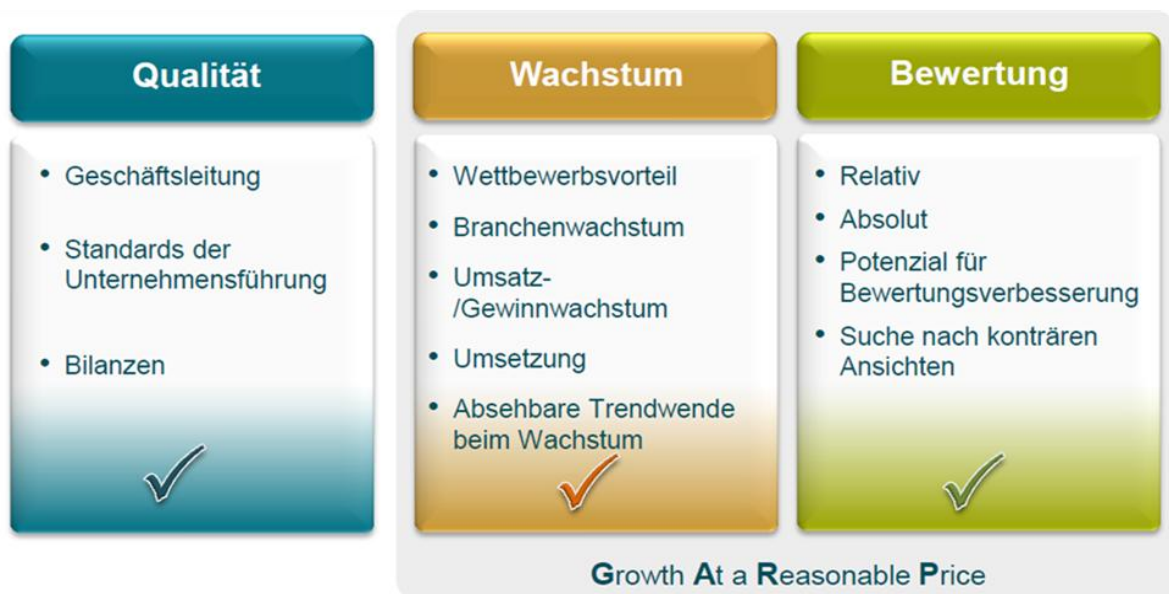 Qualität
• Geschäftsleitung
• Standards der
Unternehmensführung
• Bilanzen
Wachstum
• Wettbewerbsvorteil
• Branchenwachstum
• Umsatz-
/Gewinnwachstum
• Umsetzung
• Absehbare Trendwende
beim Wachstum
Bewertung
• Relativ
• Absolut
• Potenzial für
Bewertungsverbesserung
• Suche nach konträren
Ansichten
Growth At a Reasonable Price